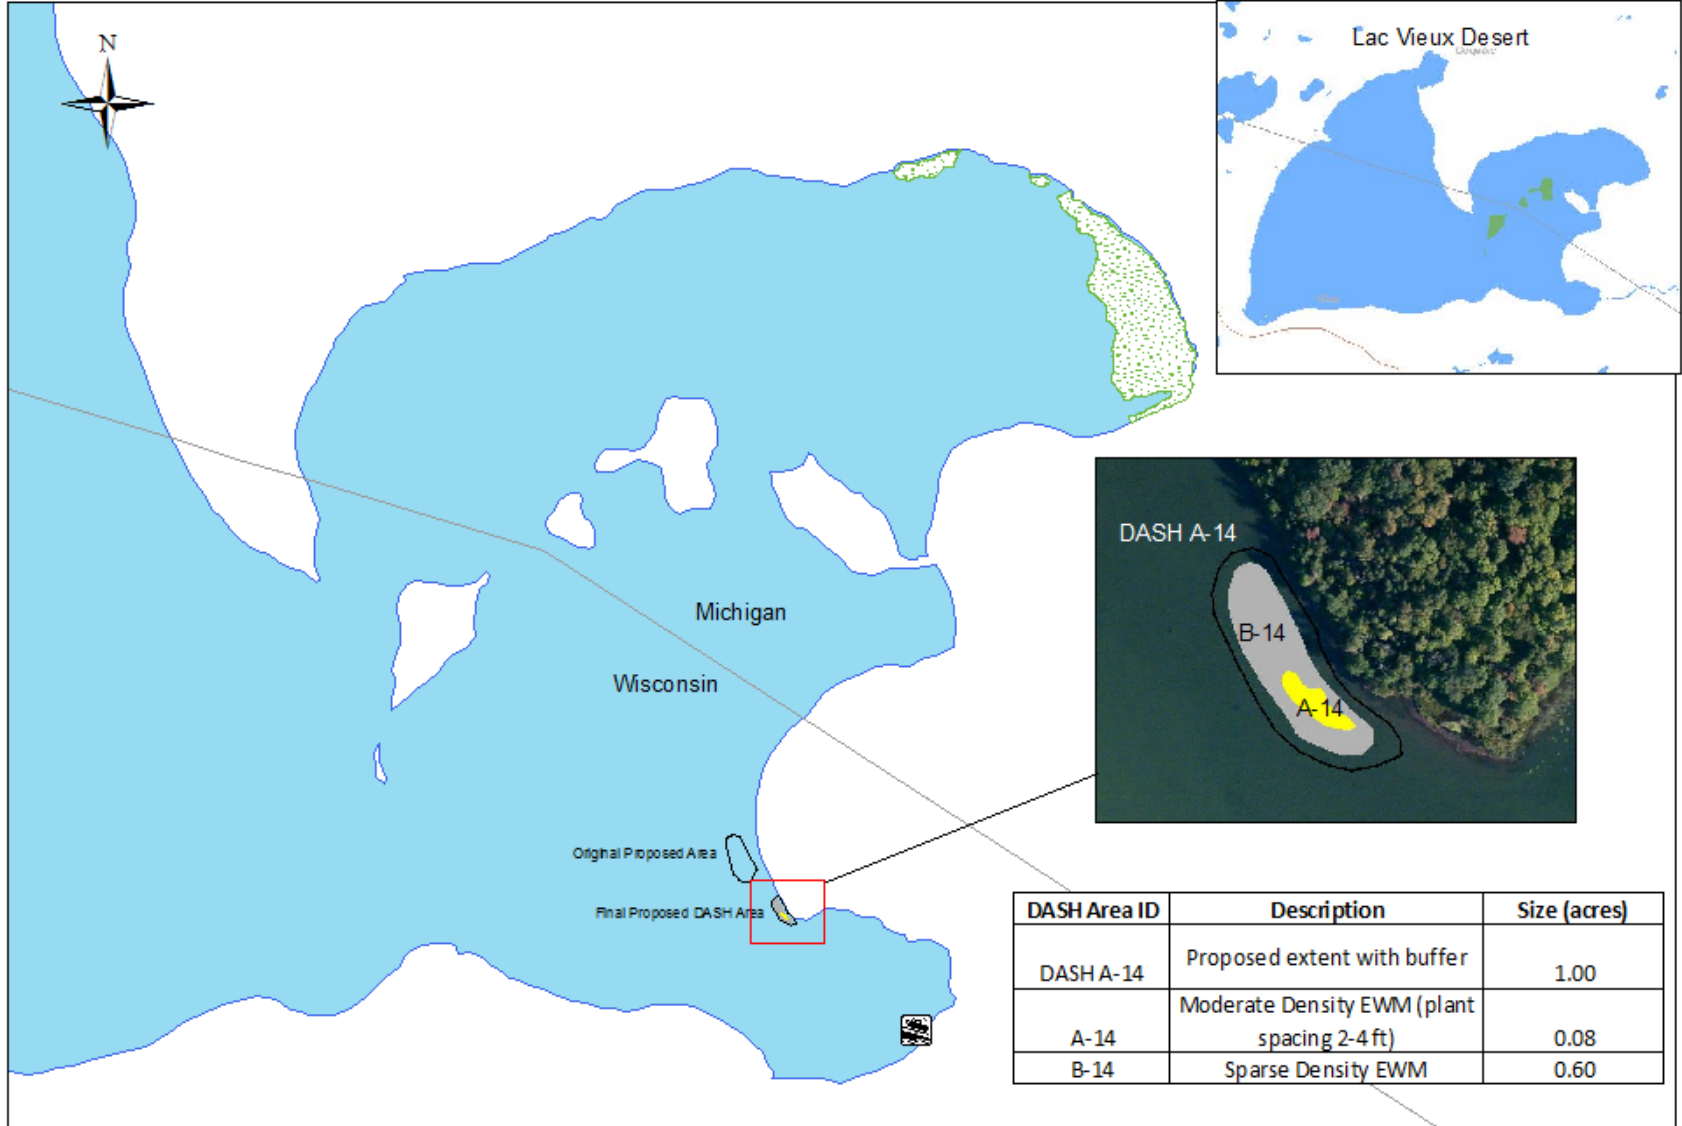 N
Lac Vieux Desert
Gogebic
Vilas
DASH A-14
B-14
A-14
Michigan
Wisconsin
Original Proposed Area
Final Proposed DASH Area
DASH Area ID Description Size (acres)
DASH A-14 Proposed extent with buffer 1.00
Moderate Density EWM (plant
A-14 spacing 2-4 ft) 0.08
B-14 Sparse Density EWM 0.60